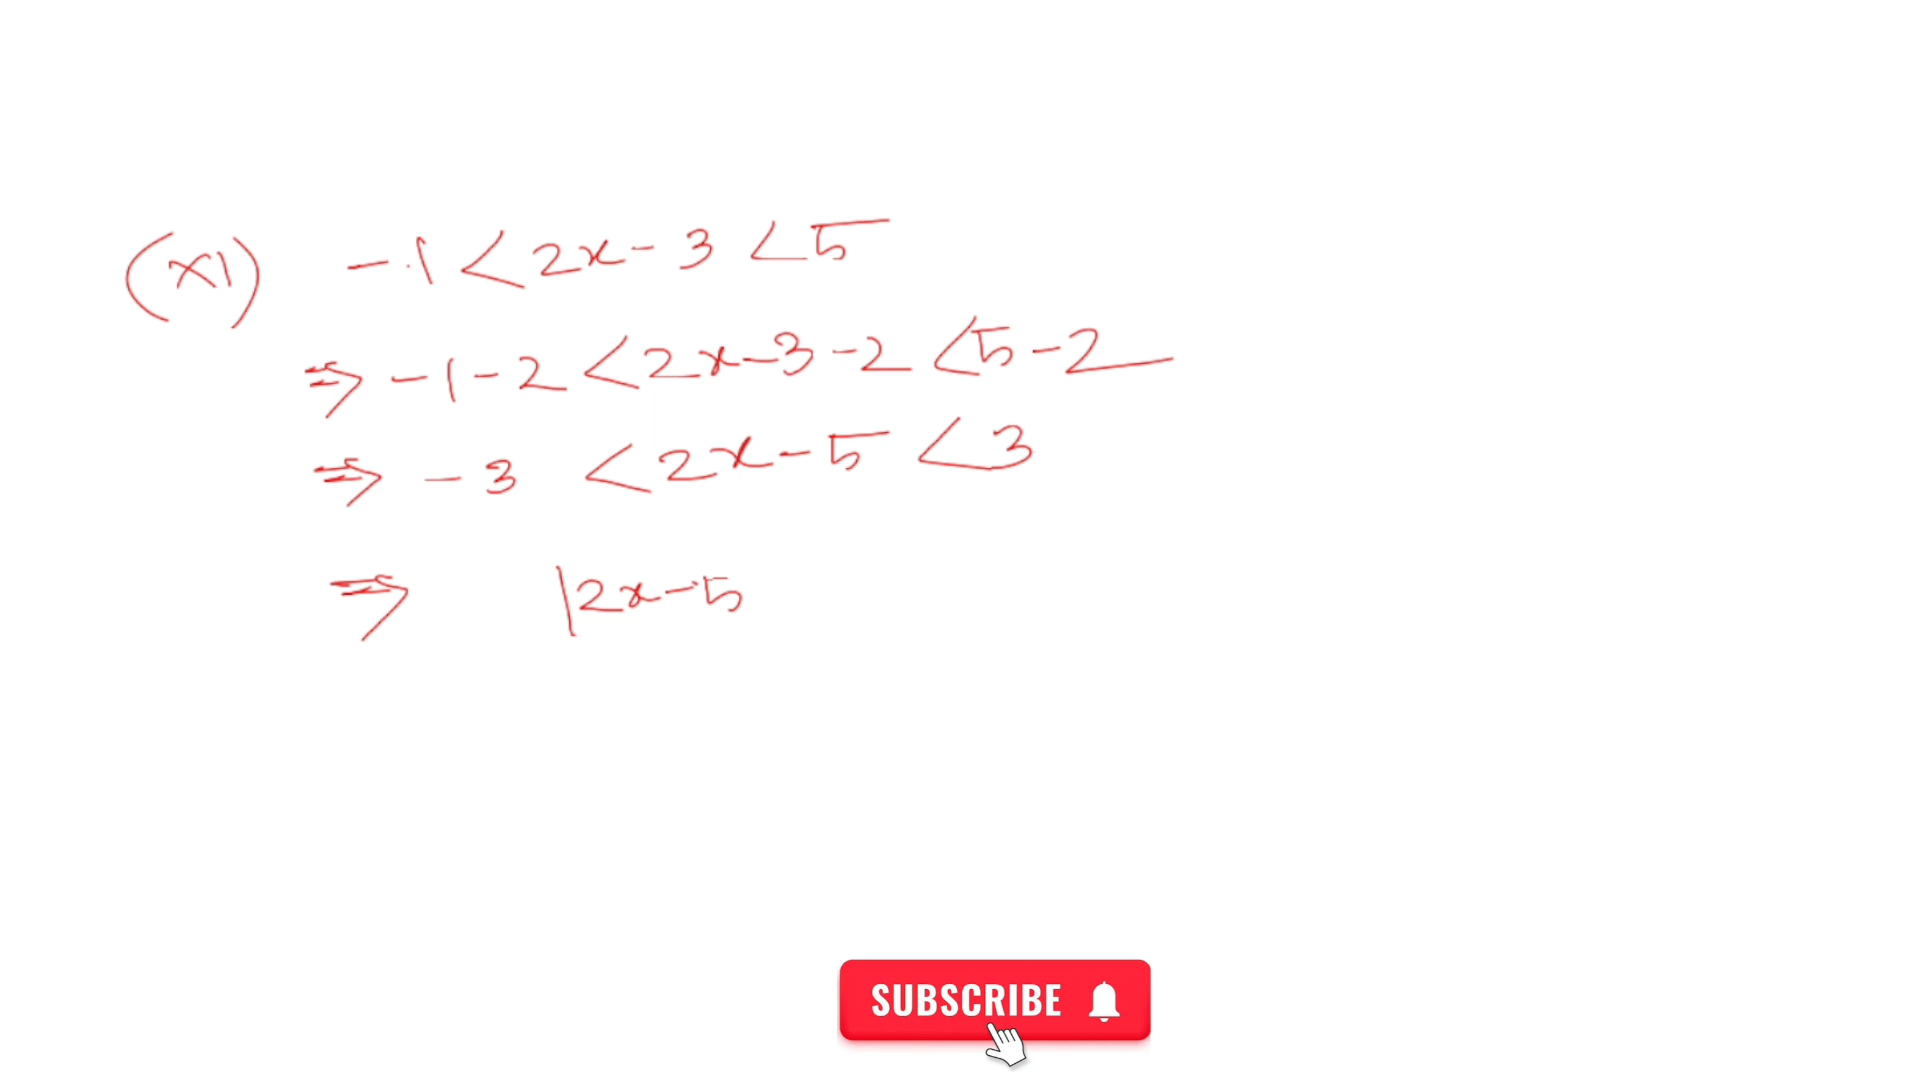 (XI) -1 < 2x - 3 < 5
⇒ -1 - 2 < 2x - 3 - 2 < 5 - 2
⇒ -3 < 2x - 5 < 3
⇒ |2x - 5
SUBSCRIBE